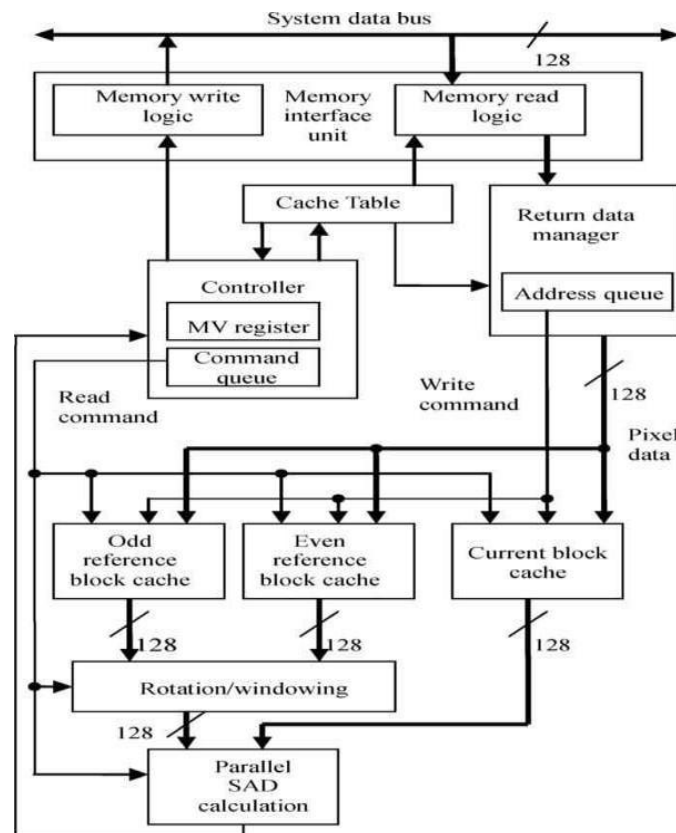 System data bus
128
Memory write
logic
Memory
interface
unit
Memory read
logic
Cache Table
Return data
manager
Address queue
Controller
MV register
Command
queue
Read
command
Write
command
128
Pixel
data
Odd
reference
block cache
Even
reference
block cache
Current block
cache
128
128
128
Rotation/windowing
128
Parallel
SAD
calculation